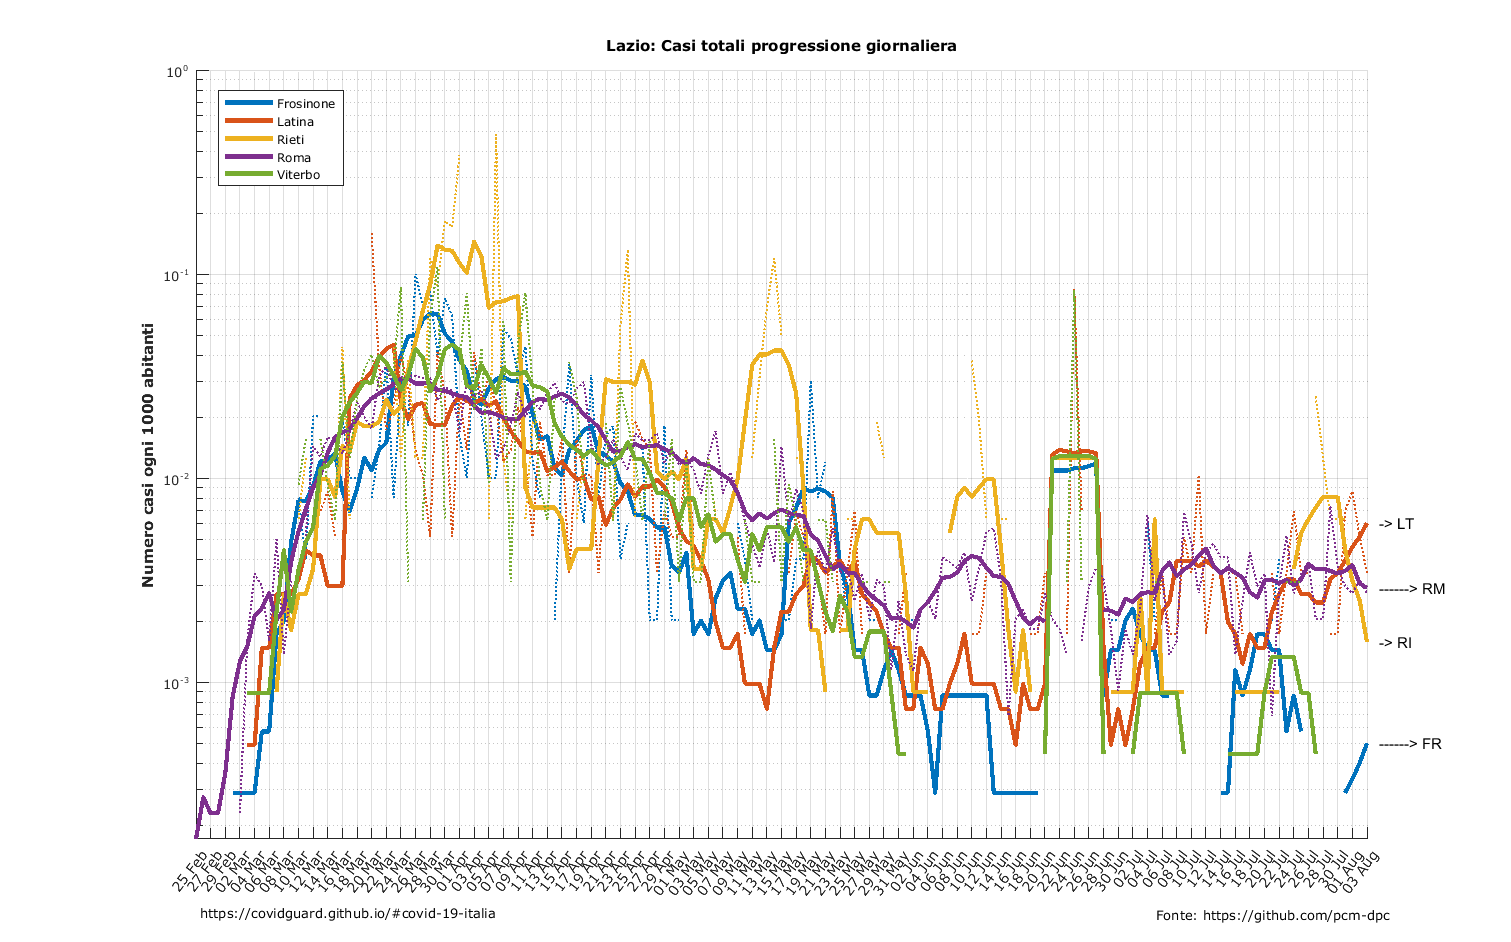 Lazio: Casi totali progressione giornaliera
Numero casi ogni 1000 abitanti
10⁰
10⁻¹
10⁻²
10⁻³
Frosinone
Latina
Rieti
Roma
Viterbo
-> LT
------> RM
-> RI
------> FR
25 Feb
27 Feb
29 Feb
02 Mar
04 Mar
06 Mar
08 Mar
10 Mar
12 Mar
14 Mar
16 Mar
18 Mar
20 Mar
22 Mar
24 Mar
26 Mar
28 Mar
30 Mar
01 Apr
03 Apr
05 Apr
07 Apr
09 Apr
11 Apr
13 Apr
15 Apr
17 Apr
19 Apr
21 Apr
23 Apr
25 Apr
27 Apr
29 Apr
01 May
03 May
05 May
07 May
09 May
11 May
13 May
15 May
17 May
19 May
21 May
23 May
25 May
27 May
29 May
31 May
02 Jun
04 Jun
06 Jun
08 Jun
10 Jun
12 Jun
14 Jun
16 Jun
18 Jun
20 Jun
22 Jun
24 Jun
26 Jun
28 Jun
30 Jun
02 Jul
04 Jul
06 Jul
08 Jul
10 Jul
12 Jul
14 Jul
16 Jul
18 Jul
20 Jul
22 Jul
24 Jul
26 Jul
28 Jul
30 Jul
01 Aug
03 Aug
https://covidguard.github.io/#covid-19-italia
Fonte: https://github.com/pcm-dpc